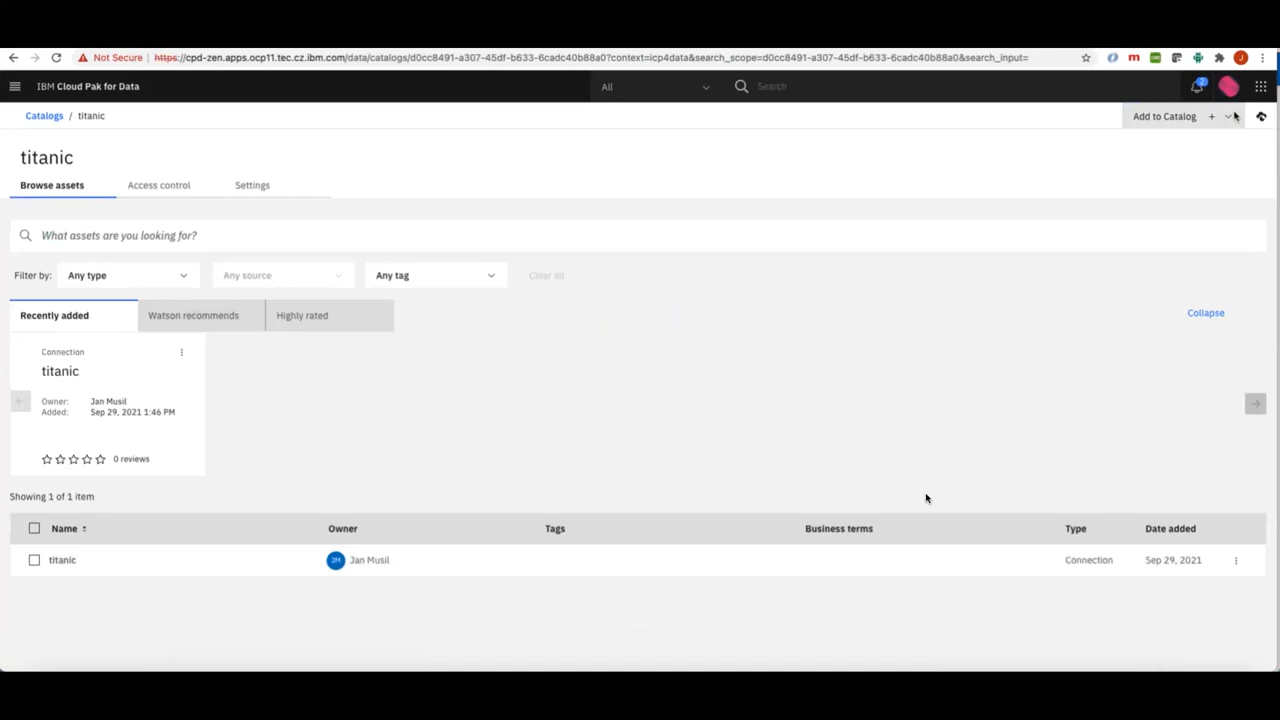 Not Secure https://cpd-zen.apps.ocp11.tec.cz.ibm.com/data/catalogs/d0cc8491-a307-45df-b633-6cadc40b88a0?context=icp4data&search_scope=d0cc8491-a307-45df-b633-6cadc40b88a0&search_input= m J
IBM Cloud Pak for Data All Search 2
Catalogs / titanic Add to Catalog +
titanic
Browse assets Access control Settings
What assets are you looking for?
Filter by: Any type Any source Any tag Clear all
Recently added Watson recommends Highly rated Collapse
Connection
titanic
Owner: Jan Musil
Added: Sep 29, 2021 1:46 PM
0 reviews
Showing 1 of 1 item
Name Owner Tags Business terms Type Date added
titanic JM Jan Musil Connection Sep 29, 2021